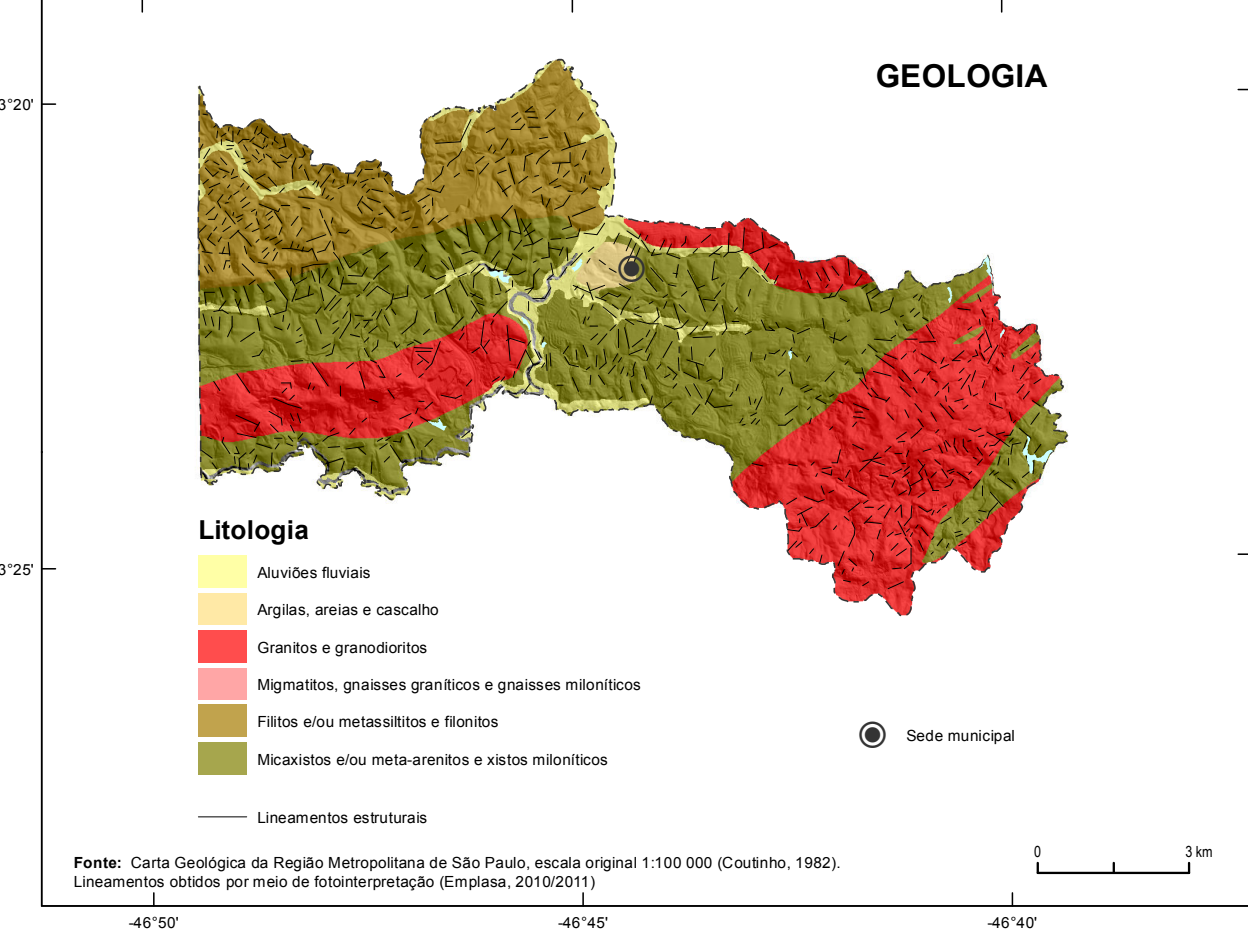 GEOLOGIA
3°20'
Litologia
3°25'
Aluviões fluviais
Argilas, areias e cascalho
Granitos e granodioritos
Migmatitos, gnaisses graníticos e gnaisses miloníticos
Filitos e/ou metassiltitos e filonitos
Sede municipal
Micaxistos e/ou meta-arenitos e xistos miloníticos
Lineamentos estruturais
Fonte: Carta Geológica da Região Metropolitana de São Paulo, escala original 1:100 000 (Coutinho, 1982).
Lineamentos obtidos por meio de fotointerpretação (Emplasa, 2010/2011)
0 3 km
-46°50' -46°45' -46°40'